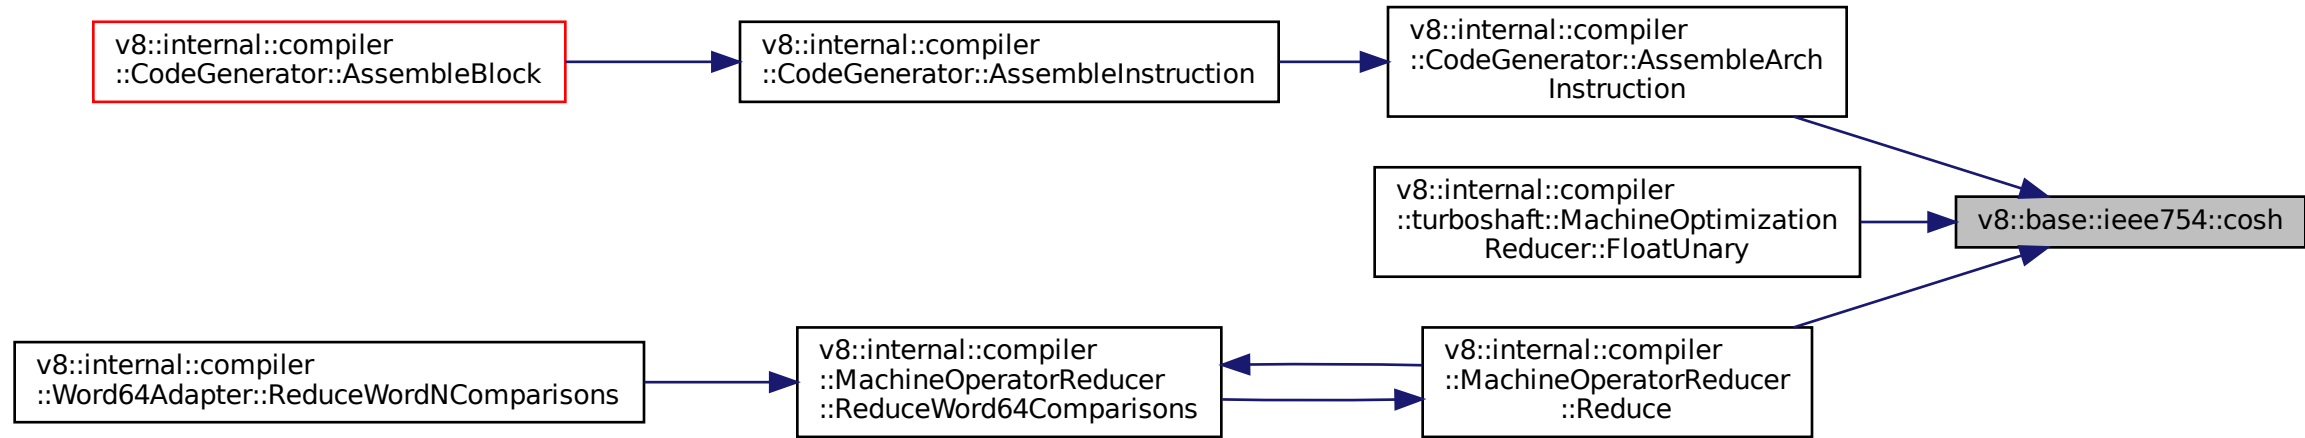 v8::internal::compiler
::CodeGenerator::AssembleBlock
v8::internal::compiler
::CodeGenerator::AssembleInstruction
v8::internal::compiler
::CodeGenerator::AssembleArch
Instruction
v8::internal::compiler
::turboshaft::MachineOptimization
Reducer::FloatUnary
v8::base::ieee754::cosh
v8::internal::compiler
::Word64Adapter::ReduceWordNComparisons
v8::internal::compiler
::MachineOperatorReducer
::ReduceWord64Comparisons
v8::internal::compiler
::MachineOperatorReducer
::Reduce